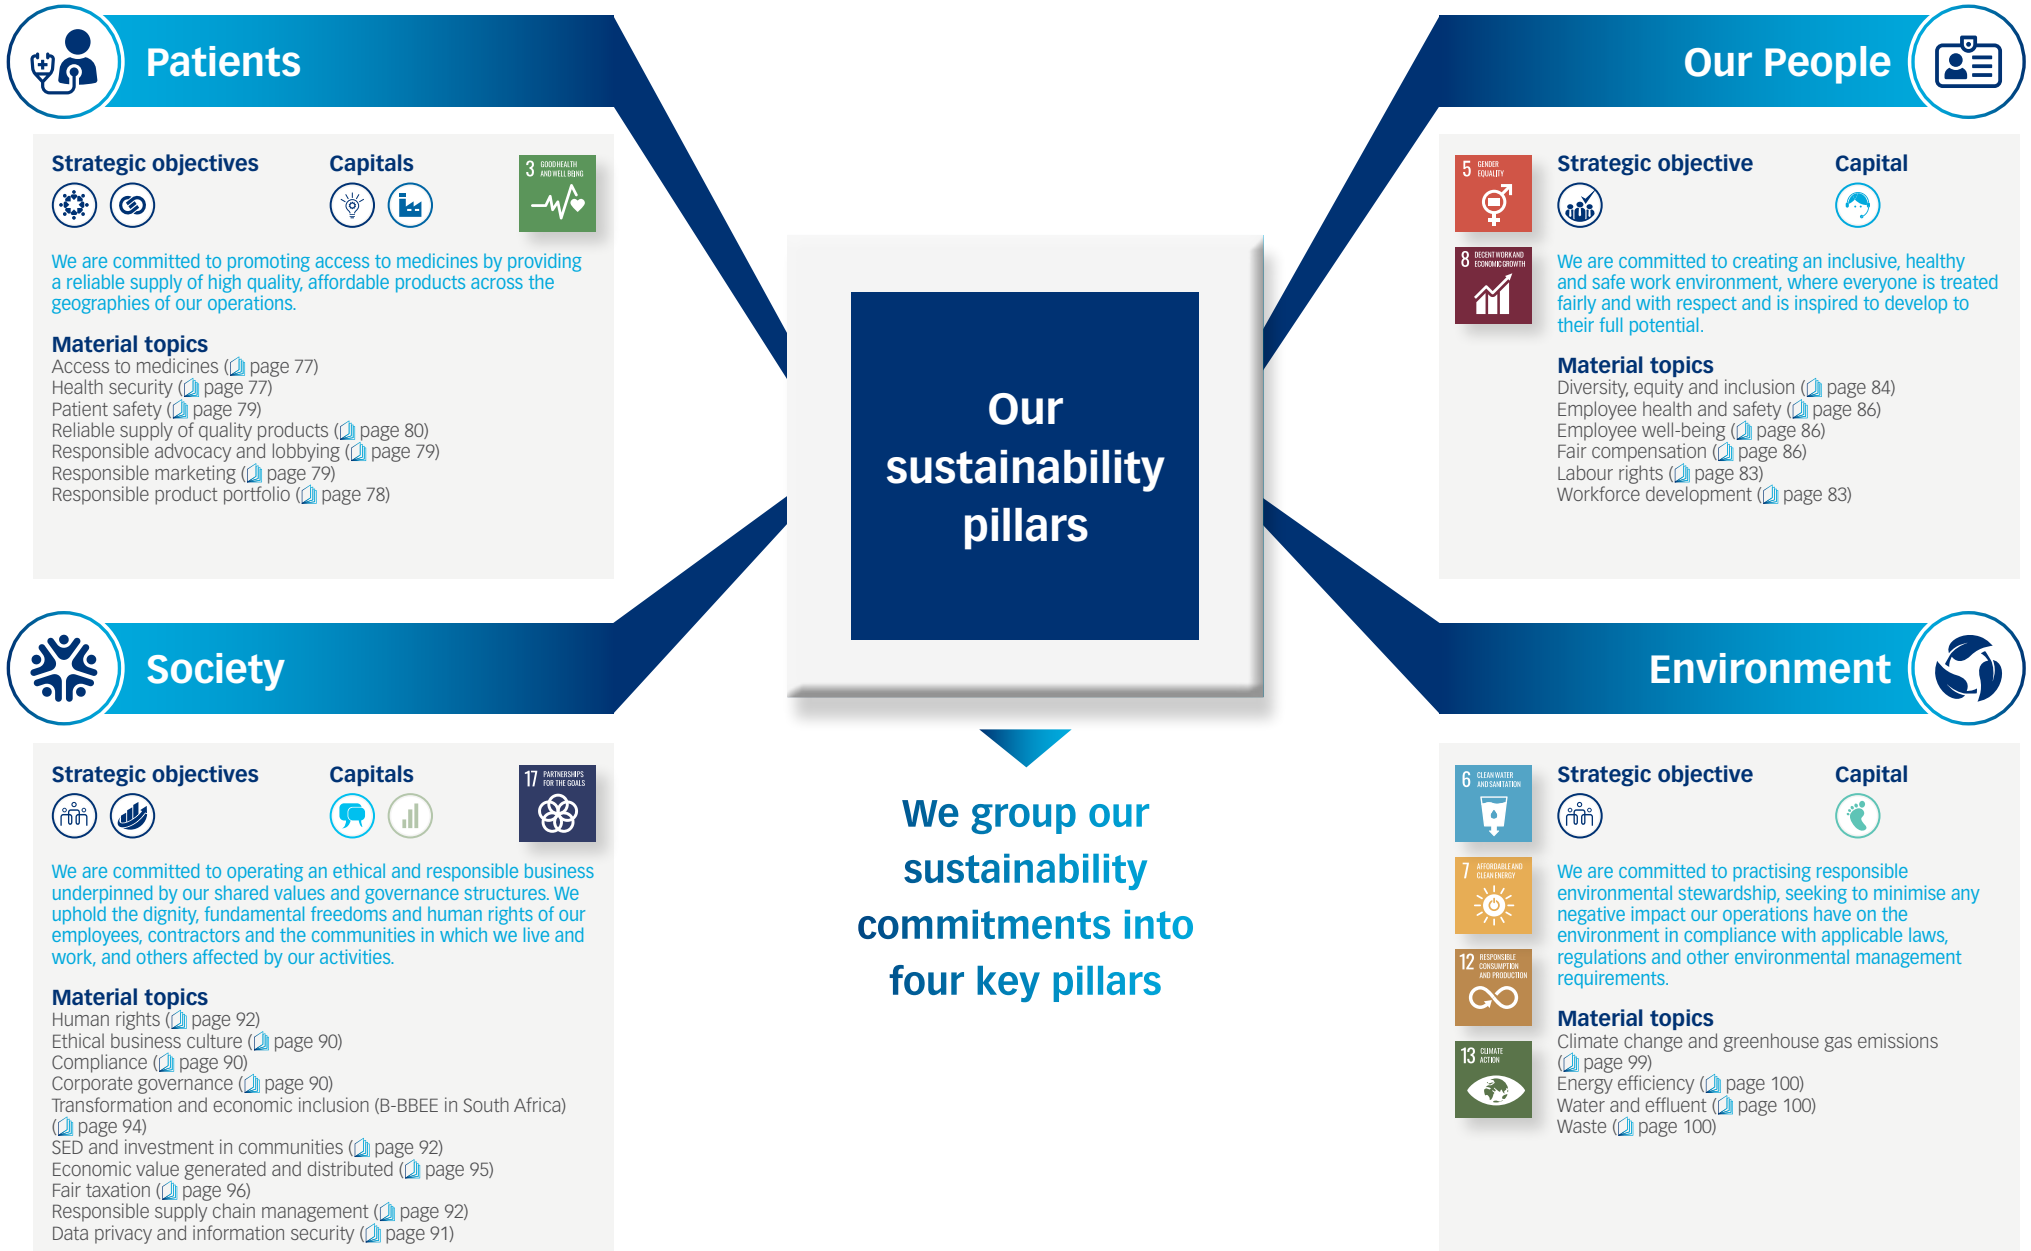 Patients
Strategic objectives
Capitals
3 GOOD HEALTH
AND WELL BEING
We are committed to promoting access to medicines by providing
a reliable supply of high quality, affordable products across the
geographies of our operations.
Material topics
Access to medicines ( page 77)
Health security ( page 77)
Patient safety ( page 79)
Reliable supply of quality products ( page 80)
Responsible advocacy and lobbying ( page 79)
Responsible marketing ( page 79)
Responsible product portfolio ( page 78)
Our People
5 GENDER
EQUALITY
8 DECENT WORK AND
ECONOMIC GROWTH
Strategic objective
Capital
We are committed to creating an inclusive, healthy
and safe work environment, where everyone is treated
fairly and with respect and is inspired to develop to
their full potential.
Material topics
Diversity, equity and inclusion ( page 84)
Employee health and safety ( page 86)
Employee well-being ( page 86)
Fair compensation ( page 86)
Labour rights ( page 83)
Workforce development ( page 83)
Our
sustainability
pillars
We group our
sustainability
commitments into
four key pillars
Society
Strategic objectives
Capitals
17 PARTNERSHIPS
FOR THE GOALS
We are committed to operating an ethical and responsible business
underpinned by our shared values and governance structures. We
uphold the dignity, fundamental freedoms and human rights of our
employees, contractors and the communities in which we live and
work, and others affected by our activities.
Material topics
Human rights ( page 92)
Ethical business culture ( page 90)
Compliance ( page 90)
Corporate governance ( page 90)
Transformation and economic inclusion (B-BBEE in South Africa)
( page 94)
SED and investment in communities ( page 92)
Economic value generated and distributed ( page 95)
Fair taxation ( page 96)
Responsible supply chain management ( page 92)
Data privacy and information security ( page 91)
Environment
6 CLEAN WATER
AND SANITATION
7 AFFORDABLE AND
CLEAN ENERGY
12 RESPONSIBLE
CONSUMPTION
AND PRODUCTION
13 CLIMATE
ACTION
Strategic objective
Capital
We are committed to practising responsible
environmental stewardship, seeking to minimise any
negative impact our operations have on the
environment in compliance with applicable laws,
regulations and other environmental management
requirements.
Material topics
Climate change and greenhouse gas emissions
( page 99)
Energy efficiency ( page 100)
Water and effluent ( page 100)
Waste ( page 100)